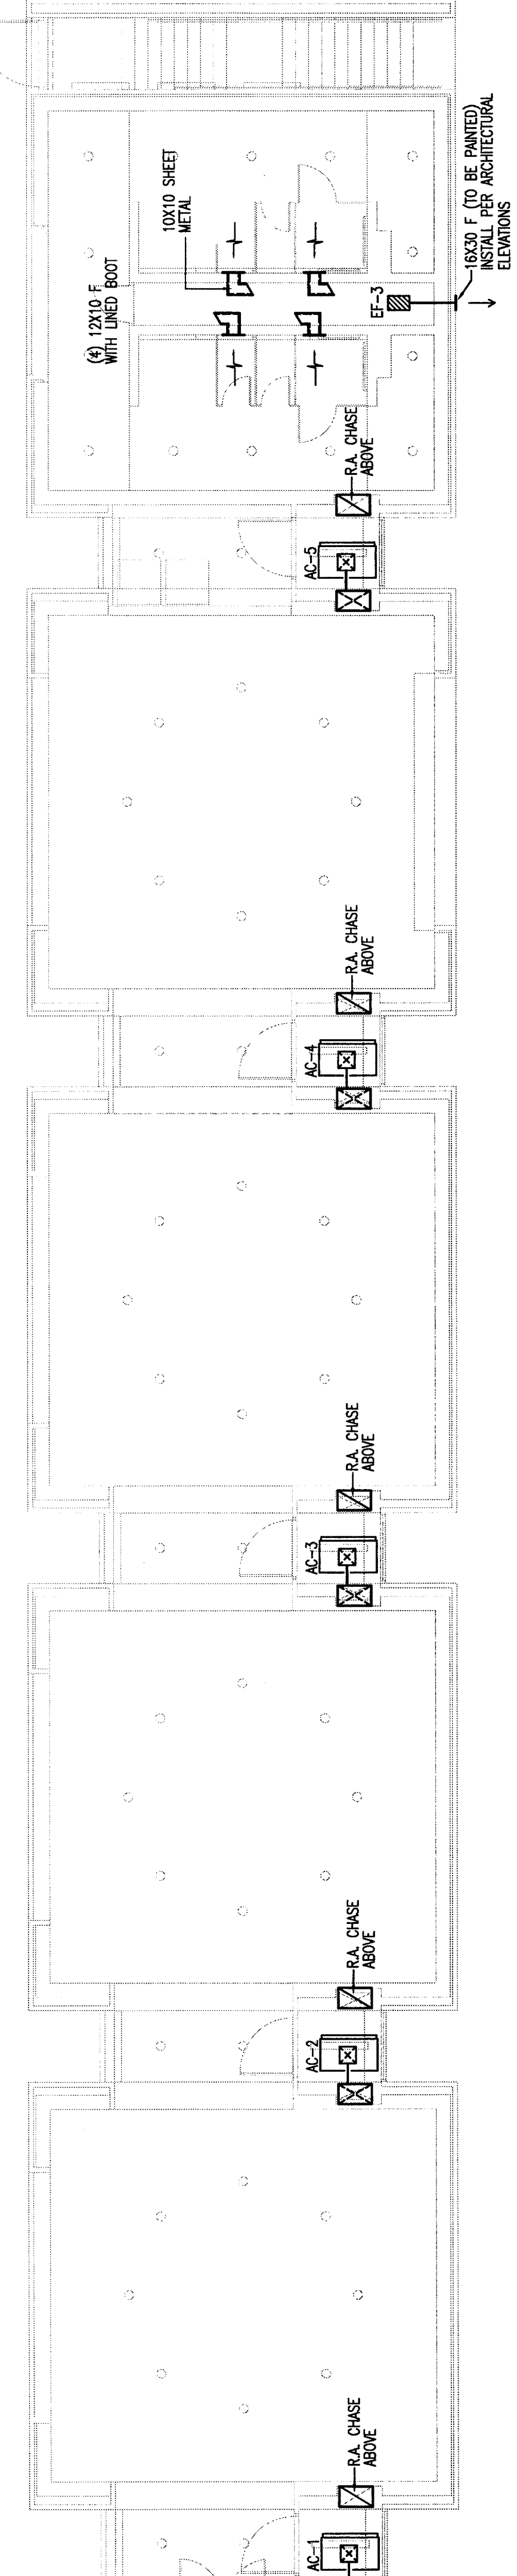 (4) 12X10 F
WITH LINED BOOT
10X10 SHEET
METAL
EF-3
16X30 F (TO BE PAINTED)
INSTALL PER ARCHITECTURAL
ELEVATIONS
R.A. CHASE
ABOVE
AC-5
R.A. CHASE
ABOVE
AC-4
R.A. CHASE
ABOVE
AC-3
R.A. CHASE
ABOVE
AC-2
R.A. CHASE
ABOVE
AC-1